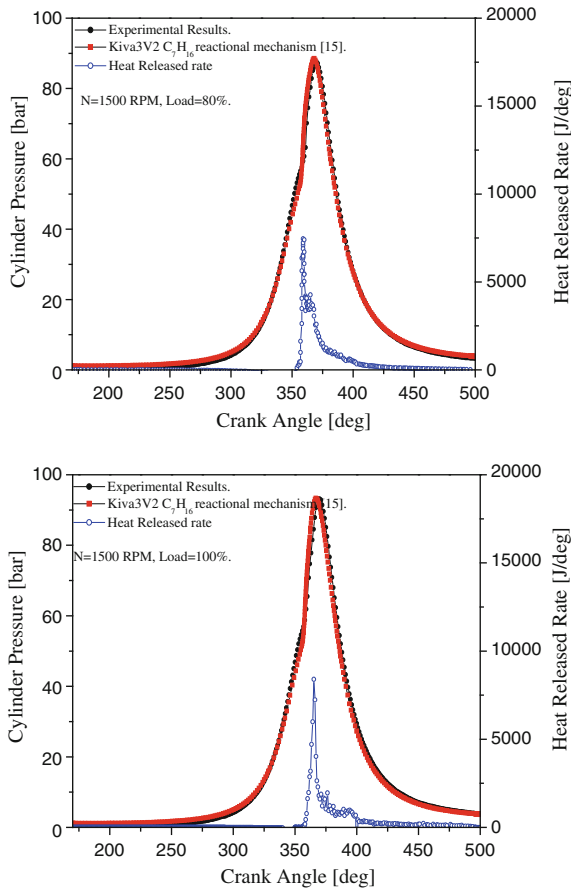 100
80
60
40
20
0
20000
15000
10000
5000
0
Experimental Results.
Kiva3V2 C7H16 reactional mechanism [15].
Heat Released rate
N=1500 RPM, Load=80%.
Cylinder Pressure [bar]
Heat Released Rate [J/deg]
200 250 300 350 400 450 500
Crank Angle [deg]
100
80
60
40
20
0
20000
15000
10000
5000
0
Experimental Results.
Kiva3V2 C7H16 reactional mechanism [15].
Heat Released rate
N=1500 RPM, Load=100%.
Cylinder Pressure [bar]
Heat Released Rate [J/deg]
200 250 300 350 400 450 500
Crank Angle [deg]